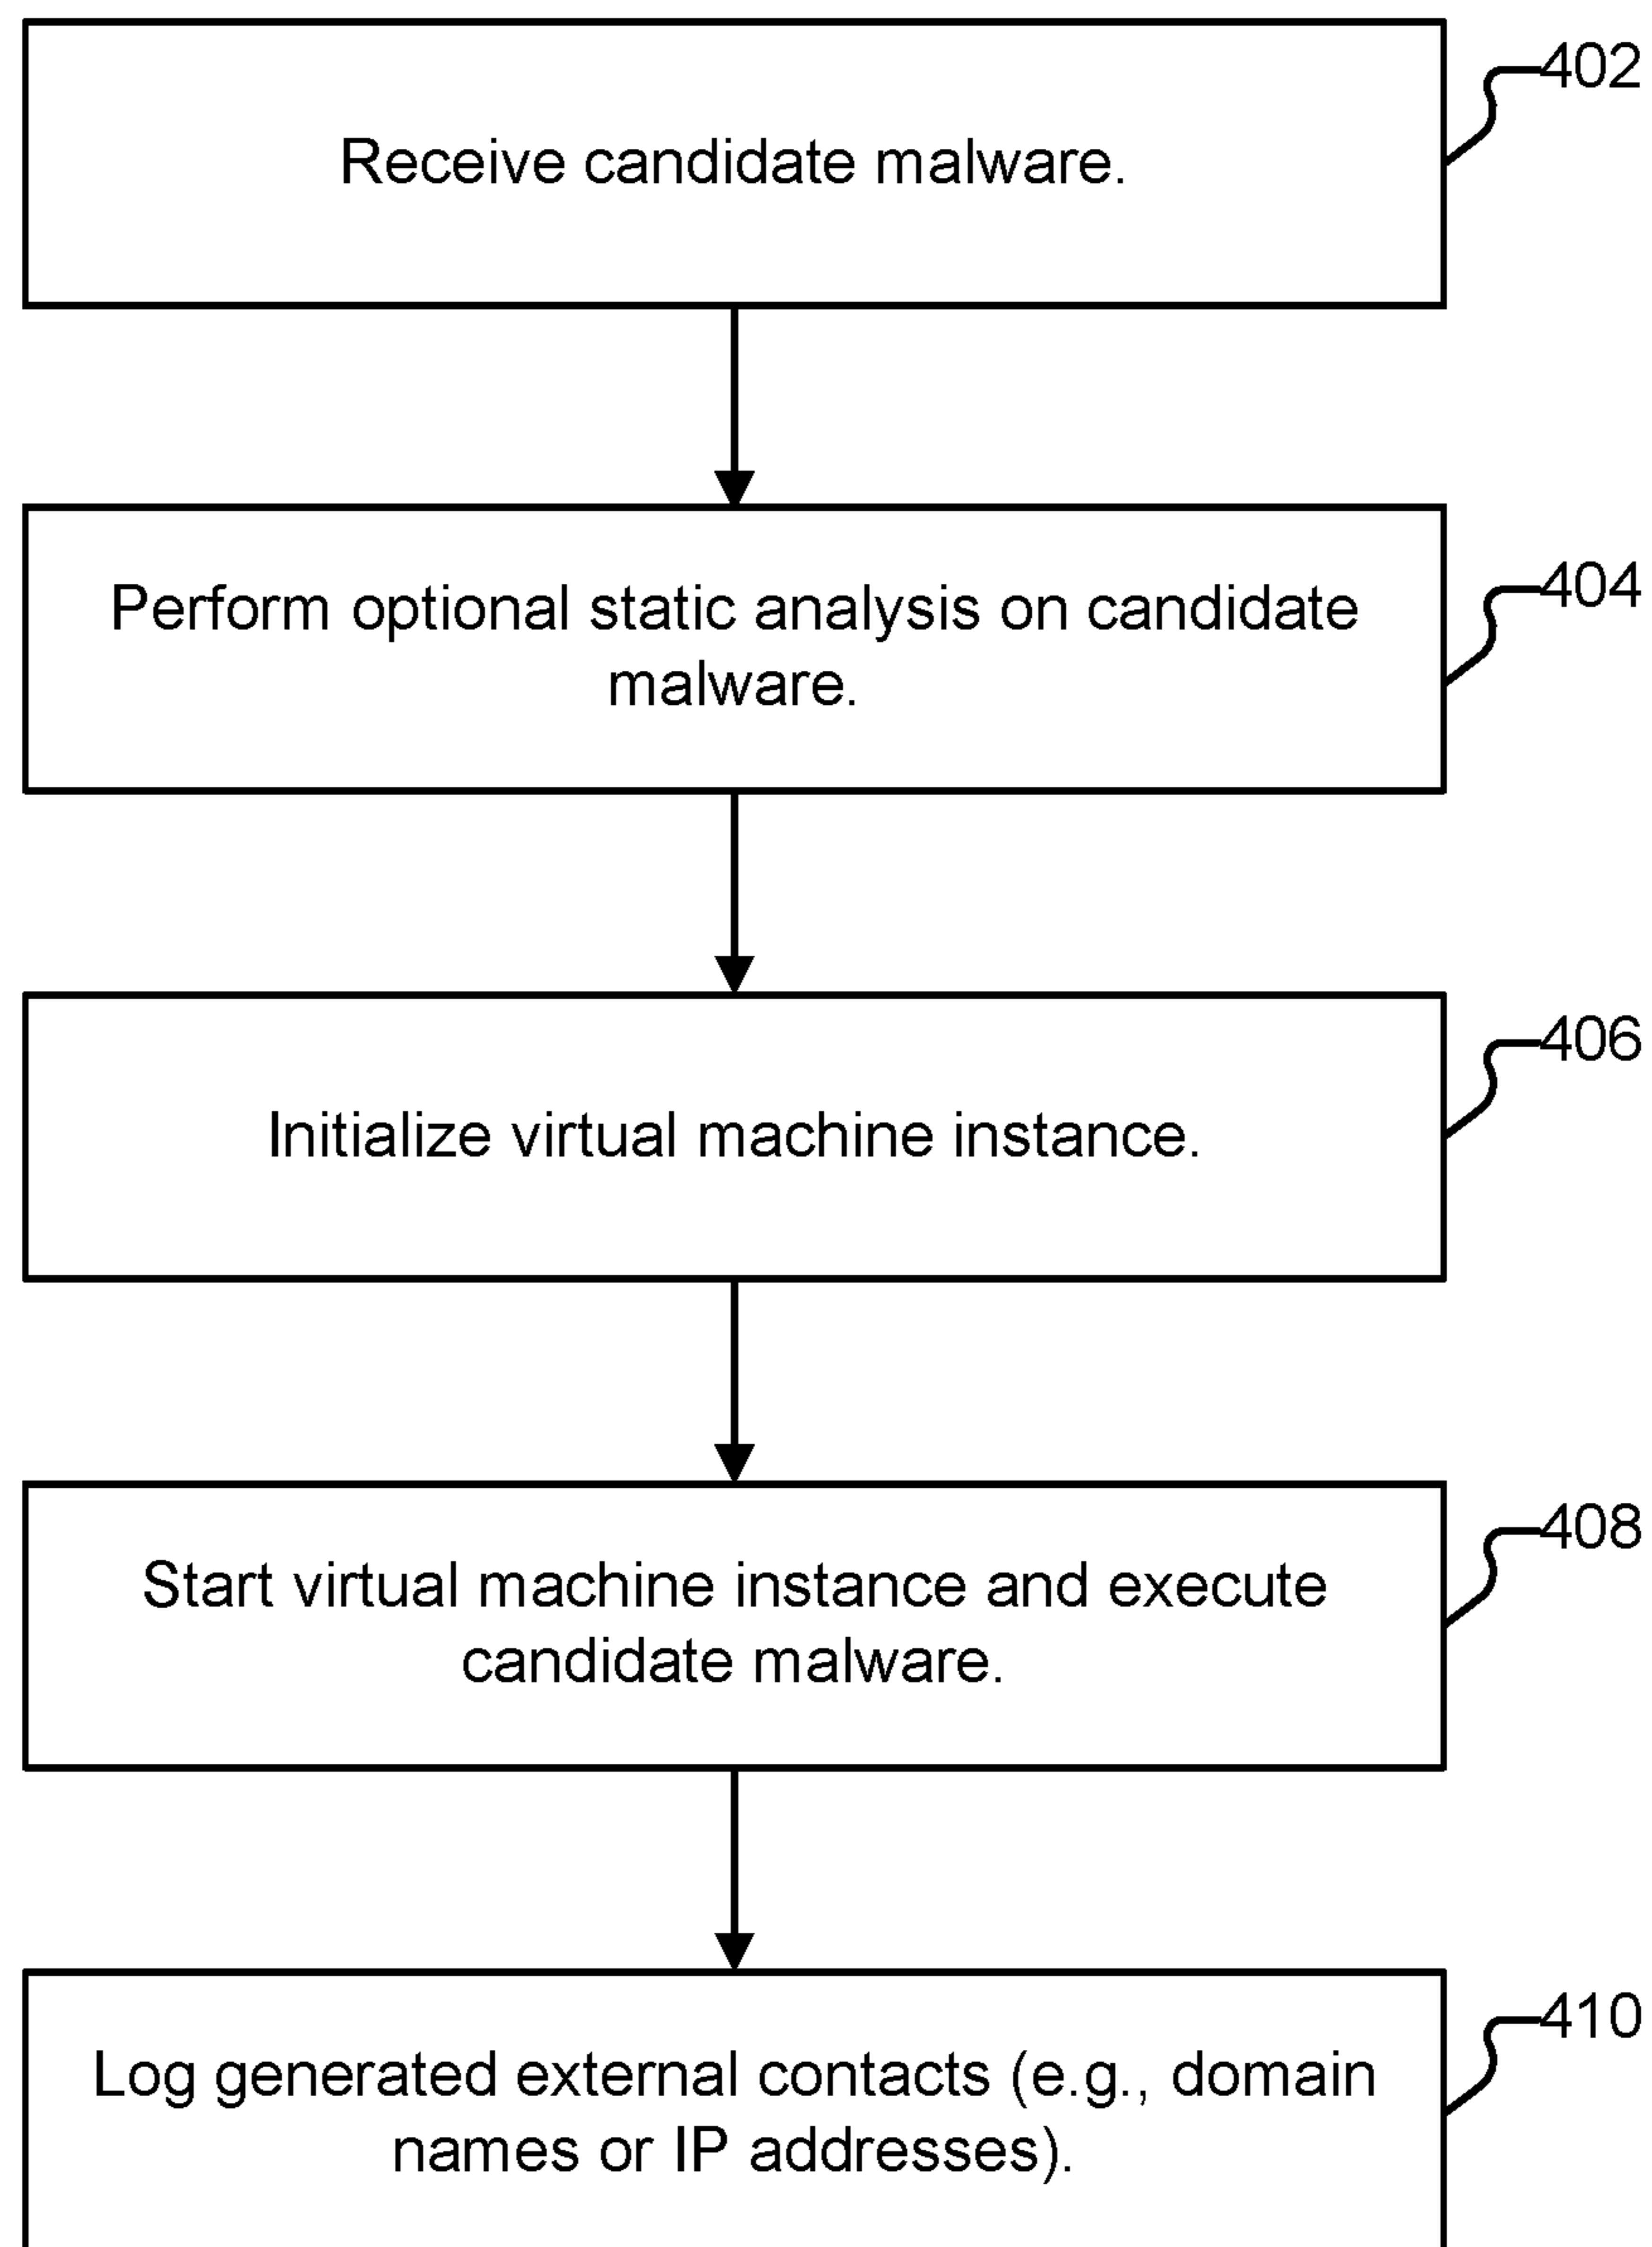 402
Receive candidate malware.
404
Perform optional static analysis on candidate
malware.
406
Initialize virtual machine instance.
408
Start virtual machine instance and execute
candidate malware.
410
Log generated external contacts (e.g., domain
names or IP addresses).